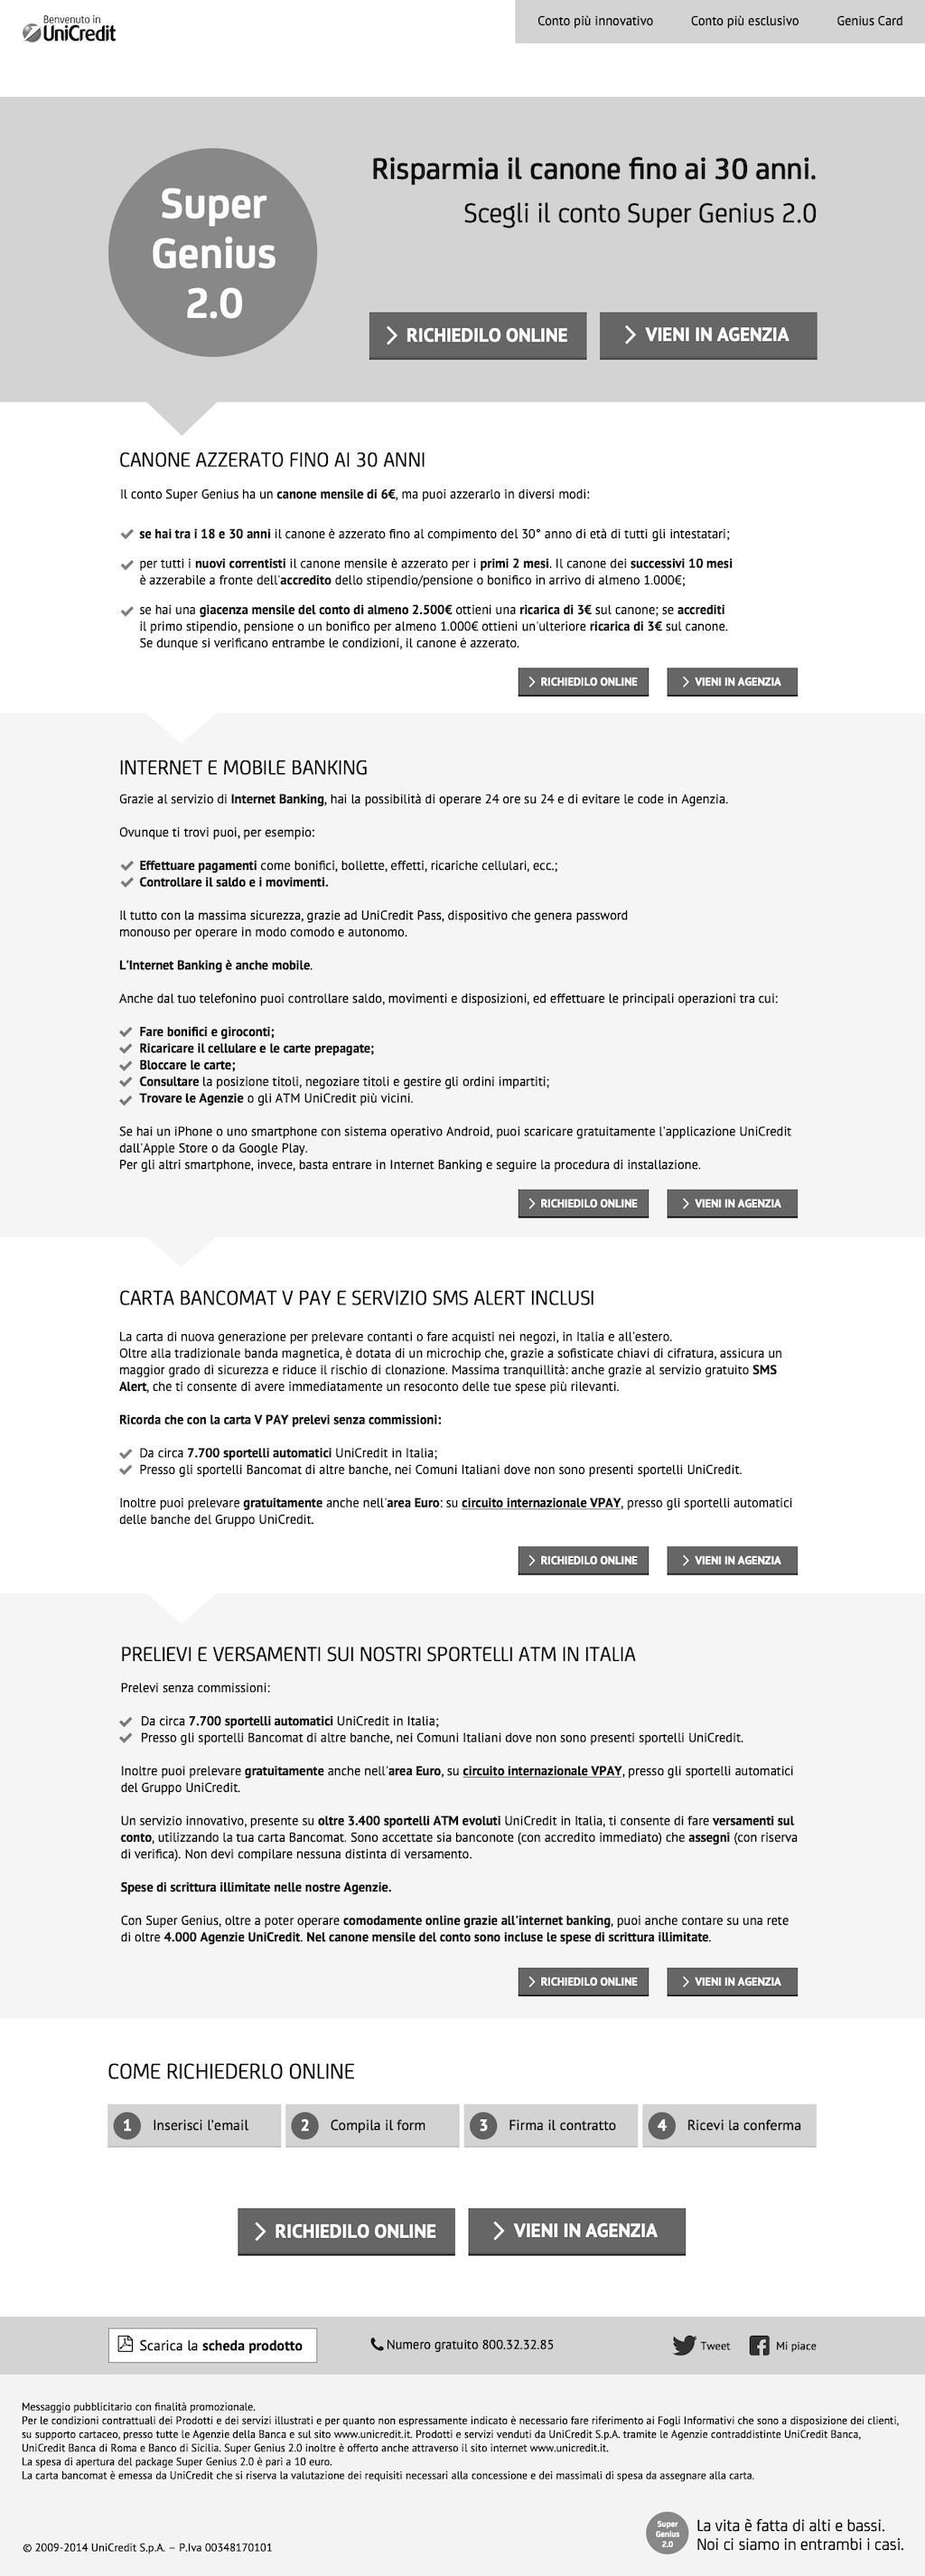 Benvenuto in
UniCredit
Conto più innovativo
Conto più esclusivo
Genius Card
Super
Genius
2.0
Risparmia il canone fino ai 30 anni.
Scegli il conto Super Genius 2.0
RICHIEDILO ONLINE
VIENI IN AGENZIA
CANONE AZZERATO FINO AI 30 ANNI
Il conto Super Genius ha un canone mensile di 6€, ma puoi azzerarlo in diversi modi:
se hai tra i 18 e 30 anni il canone è azzerato fino al compimento del 30° anno di età di tutti gli intestatari;
per tutti i nuovi correntisti il canone mensile è azzerato per i primi 2 mesi. Il canone dei successivi 10 mesi
è azzerabile a fronte dell'accredito dello stipendio/pensione o bonifico in arrivo di almeno 1.000€;
se hai una giacenza mensile del conto di almeno 2.500€ ottieni una ricarica di 3€ sul canone; se accrediti
il primo stipendio, pensione o un bonifico per almeno 1.000€ ottieni un'ulteriore ricarica di 3€ sul canone.
Se dunque si verificano entrambe le condizioni, il canone è azzerato.
RICHIEDILO ONLINE
VIENI IN AGENZIA
INTERNET E MOBILE BANKING
Grazie al servizio di Internet Banking, hai la possibilità di operare 24 ore su 24 e di evitare le code in Agenzia.
Ovunque ti trovi puoi, per esempio:
Effettuare pagamenti come bonifici, bollette, effetti, ricariche cellulari, ecc.;
Controllare il saldo e i movimenti.
Il tutto con la massima sicurezza, grazie ad UniCredit Pass, dispositivo che genera password
monouso per operare in modo comodo e autonomo.
L'Internet Banking è anche mobile.
Anche dal tuo telefonino puoi controllare saldo, movimenti e disposizioni, ed effettuare le principali operazioni tra cui:
Fare bonifici e giroconti;
Ricaricare il cellulare e le carte prepagate;
Bloccare le carte;
Consultare la posizione titoli, negoziare titoli e gestire gli ordini impartiti;
Trovare le Agenzie o gli ATM UniCredit più vicini.
Se hai un iPhone o uno smartphone con sistema operativo Android, puoi scaricare gratuitamente l'applicazione UniCredit
dall'Apple Store o da Google Play.
Per gli altri smartphone, invece, basta entrare in Internet Banking e seguire la procedura di installazione.
RICHIEDILO ONLINE
VIENI IN AGENZIA
CARTA BANCOMAT V PAY E SERVIZIO SMS ALERT INCLUSI
La carta di nuova generazione per prelevare contanti o fare acquisti nei negozi, in Italia e all'estero.
Oltre alla tradizionale banda magnetica, è dotata di un microchip che, grazie a sofisticate chiavi di cifratura, assicura un
maggior grado di sicurezza e riduce il rischio di clonazione. Massima tranquillità: anche grazie al servizio gratuito SMS
Alert, che ti consente di avere immediatamente un resoconto delle tue spese più rilevanti.
Ricorda che con la carta V PAY prelevi senza commissioni:
Da circa 7.700 sportelli automatici UniCredit in Italia;
Presso gli sportelli Bancomat di altre banche, nei Comuni Italiani dove non sono presenti sportelli UniCredit.
Inoltre puoi prelevare gratuitamente anche nell'area Euro: su circuito internazionale VPAY, presso gli sportelli automatici
delle banche del Gruppo UniCredit.
RICHIEDILO ONLINE
VIENI IN AGENZIA
PRELIEVI E VERSAMENTI SUI NOSTRI SPORTELLI ATM IN ITALIA
Prelevi senza commissioni:
Da circa 7.700 sportelli automatici UniCredit in Italia;
Presso gli sportelli Bancomat di altre banche, nei Comuni Italiani dove non sono presenti sportelli UniCredit.
Inoltre puoi prelevare gratuitamente anche nell'area Euro, su circuito internazionale VPAY, presso gli sportelli automatici
del Gruppo UniCredit.
Un servizio innovativo, presente su oltre 3.400 sportelli ATM evoluti UniCredit in Italia, ti consente di fare versamenti sul
conto, utilizzando la tua carta Bancomat. Sono accettate sia banconote (con accredito immediato) che assegni (con riserva
di verifica). Non devi compilare nessuna distinta di versamento.
Spese di scrittura illimitate nelle nostre Agenzie.
Con Super Genius, oltre a poter operare comodamente online grazie all'internet banking, puoi anche contare su una rete
di oltre 4.000 Agenzie UniCredit. Nel canone mensile del conto sono incluse le spese di scrittura illimitate.
RICHIEDILO ONLINE
VIENI IN AGENZIA
COME RICHIEDERLO ONLINE
1 Inserisci l'email
2 Compila il form
3 Firma il contratto
4 Ricevi la conferma
RICHIEDILO ONLINE
VIENI IN AGENZIA
Scarica la scheda prodotto
Numero gratuito 800.32.32.85
Tweet
Mi piace
Messaggio pubblicitario con finalità promozionale.
Per le condizioni contrattuali dei Prodotti e dei servizi illustrati e per quanto non espressamente indicato è necessario fare riferimento ai Fogli Informativi che sono a disposizione dei clienti,
su supporto cartaceo, presso tutte le Agenzie della Banca e sul sito www.unicredit.it. Prodotti e servizi venduti da UniCredit S.p.A. tramite le Agenzie contraddistinte UniCredit Banca,
UniCredit Banca di Roma e Banco di Sicilia. Super Genius 2.0 inoltre è offerto anche attraverso il sito internet www.unicredit.it.
La spesa di apertura del package Super Genius 2.0 è pari a 10 euro.
La carta bancomat è emessa da UniCredit che si riserva la valutazione dei requisiti necessari alla concessione e dei massimali di spesa da assegnare alla carta.
© 2009-2014 UniCredit S.p.A. – P.Iva 00348170101
Super
Genius
2.0
La vita è fatta di alti e bassi.
Noi ci siamo in entrambi i casi.